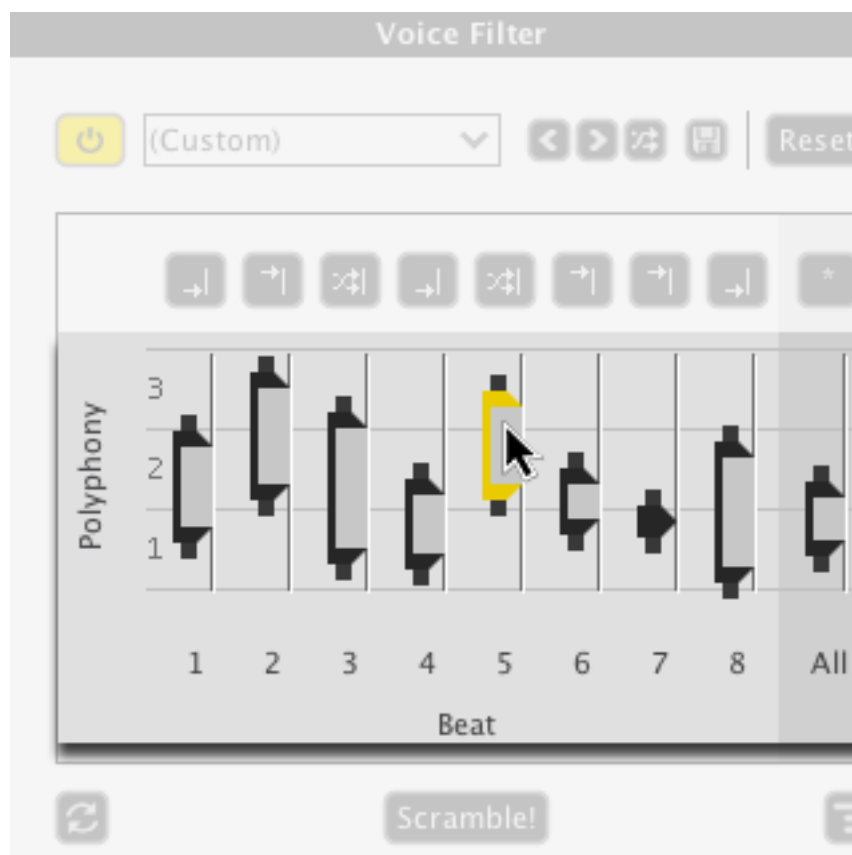 Voice Filter
(Custom)
Reset
*
Polyphony
3
2
1
1 2 3 4 5 6 7 8 All
Beat
Scramble!